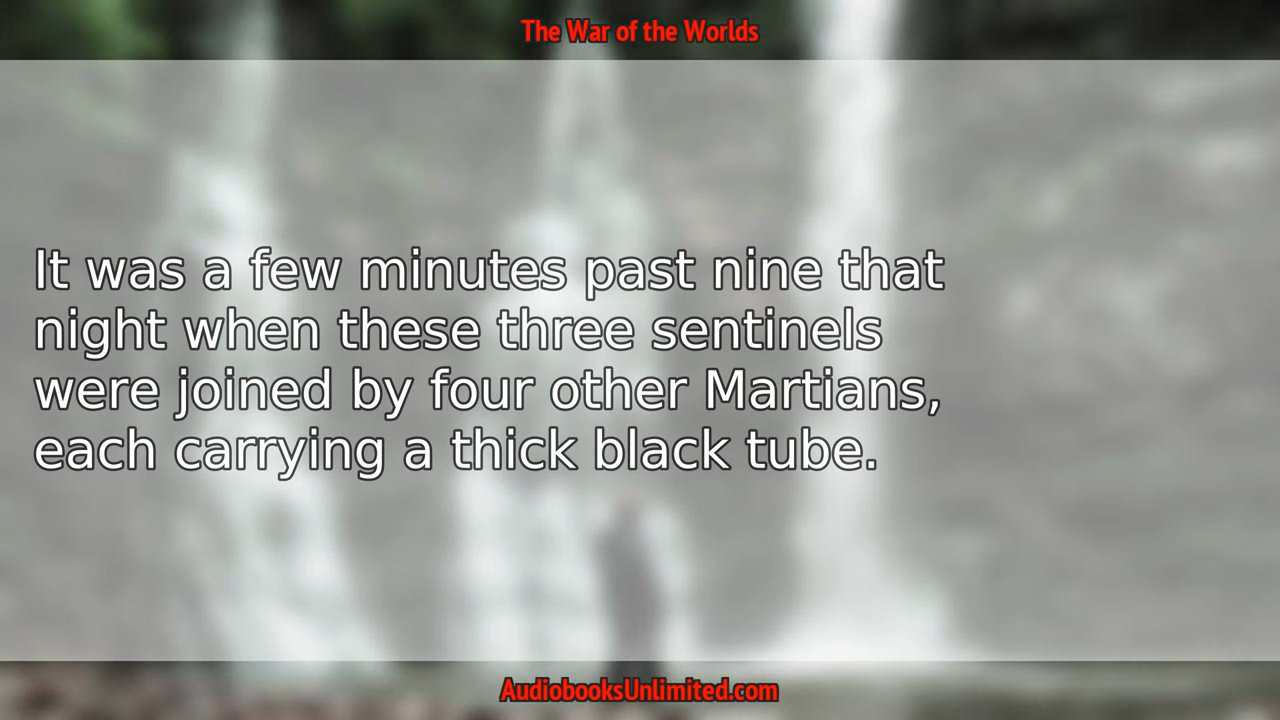 The War of the Worlds
It was a few minutes past nine that
night when these three sentinels
were joined by four other Martians,
each carrying a thick black tube.
AudiobooksUnlimited.com